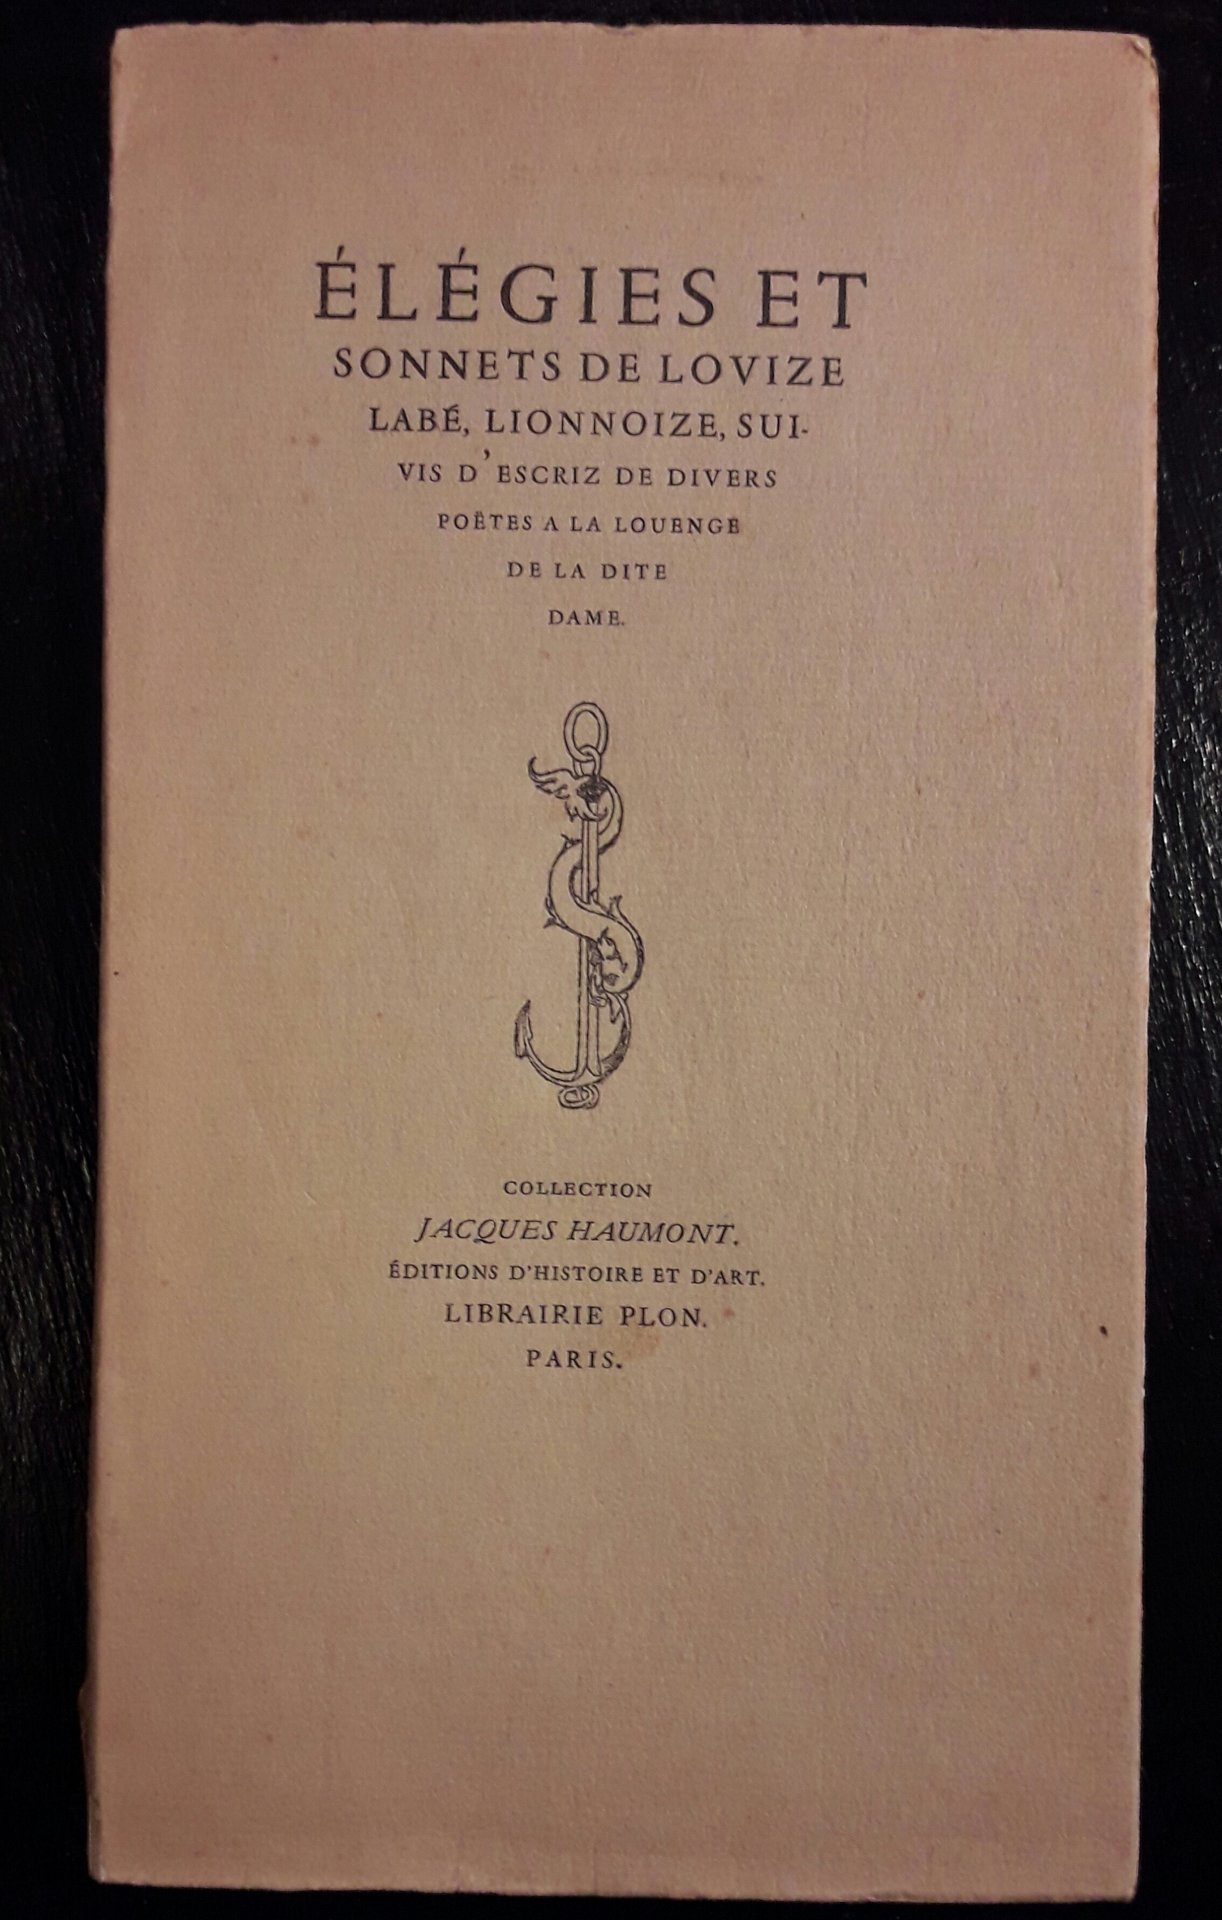 ÉLÉGIES ET
SONNETS DE LOVIZE
LABÉ, LIONNOIZE, SUI-
VIS D'ESCRIZ DE DIVERS
POËTES A LA LOUENGE
DE LA DITE
DAME.
COLLECTION
JACQUES HAUMONT.
ÉDITIONS D'HISTOIRE ET D'ART.
LIBRAIRIE PLON.
PARIS.